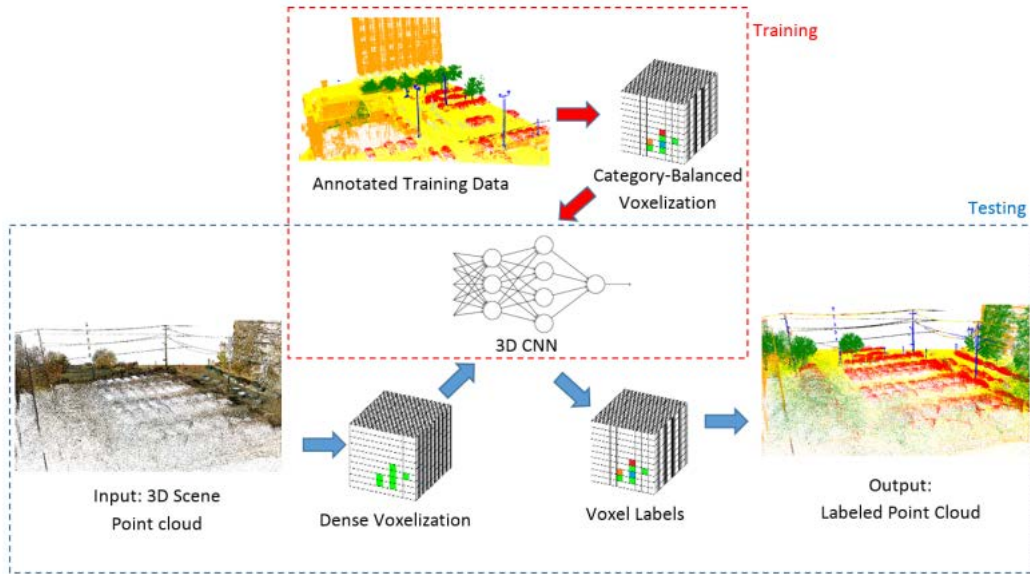 Training
Annotated Training Data
Category-Balanced
Voxelization
Testing
3D CNN
Input: 3D Scene
Point cloud
Dense Voxelization
Voxel Labels
Output:
Labeled Point Cloud